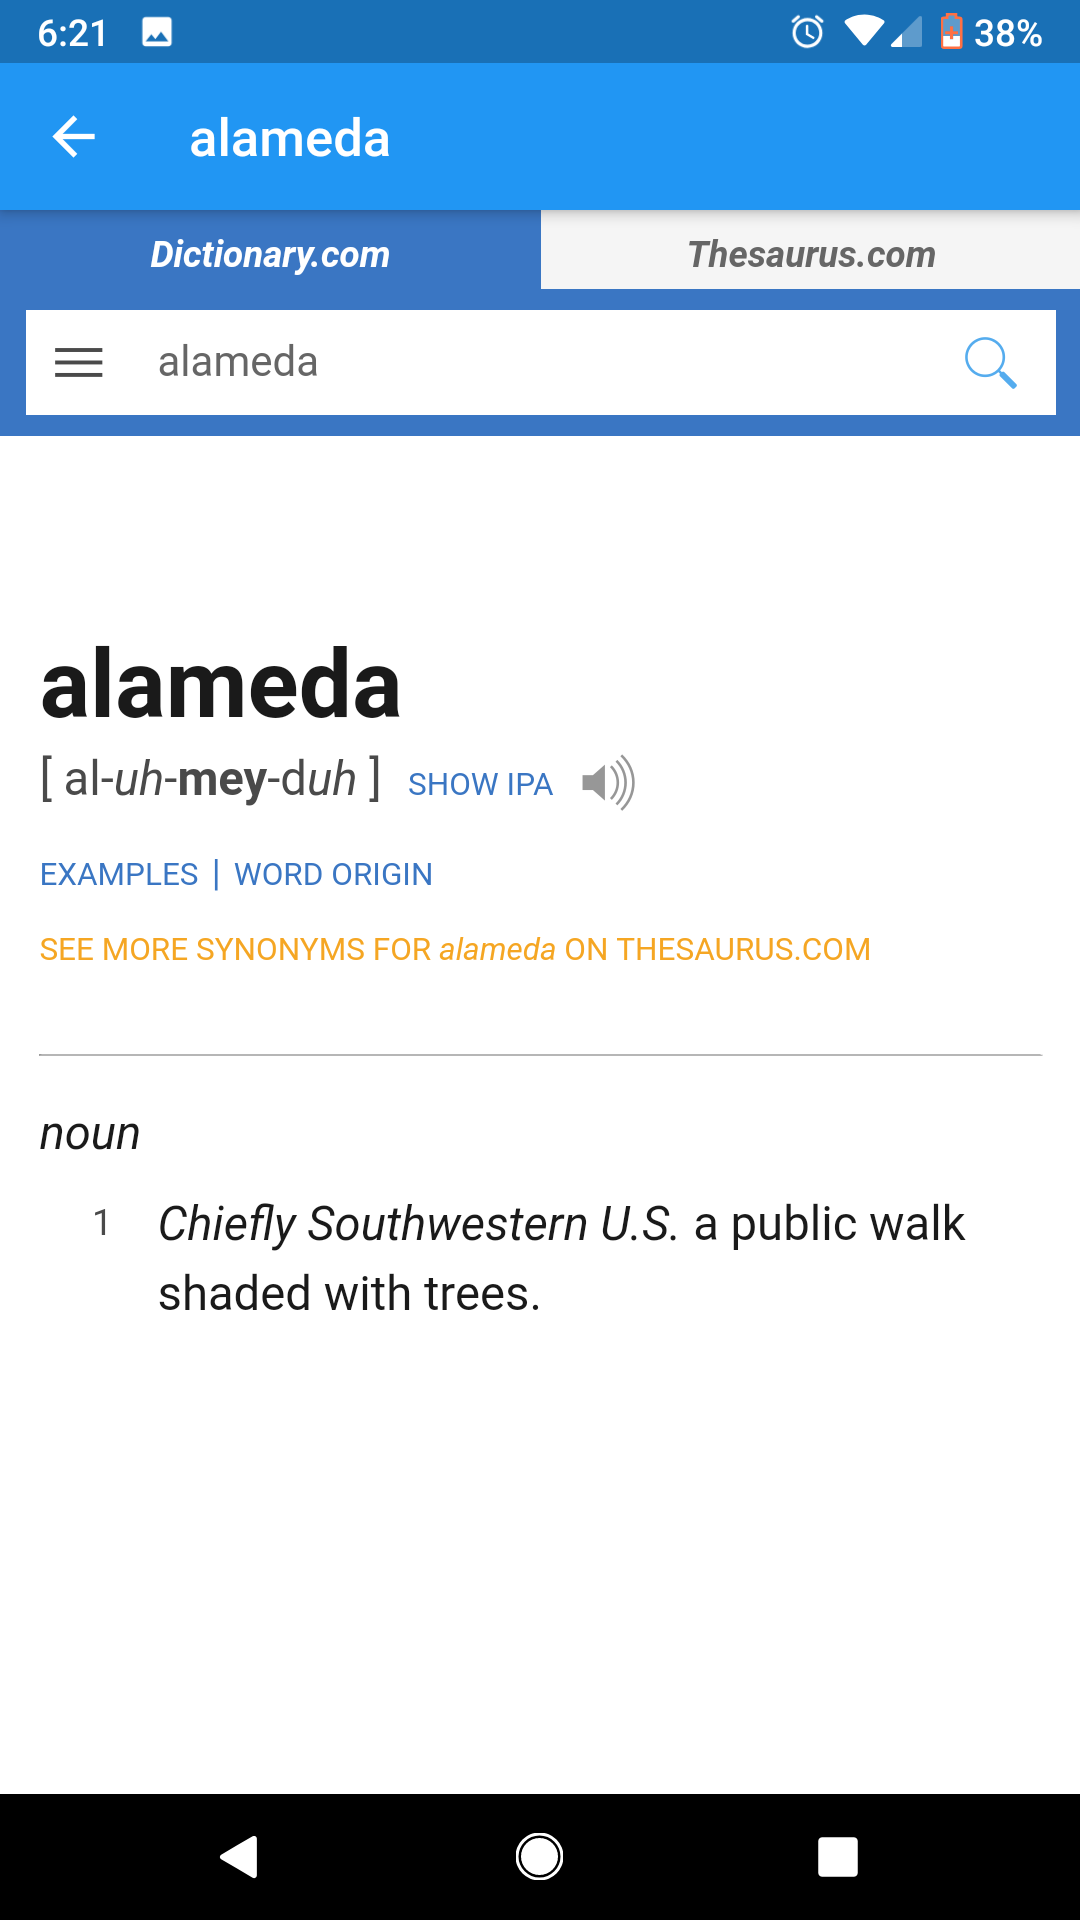 6:21 38%
alameda
Dictionary.com Thesaurus.com
alameda
alameda
[ al-uh-mey-duh ] SHOW IPA
EXAMPLES | WORD ORIGIN
SEE MORE SYNONYMS FOR alameda ON THESAURUS.COM
noun
1 Chiefly Southwestern U.S. a public walk
shaded with trees.